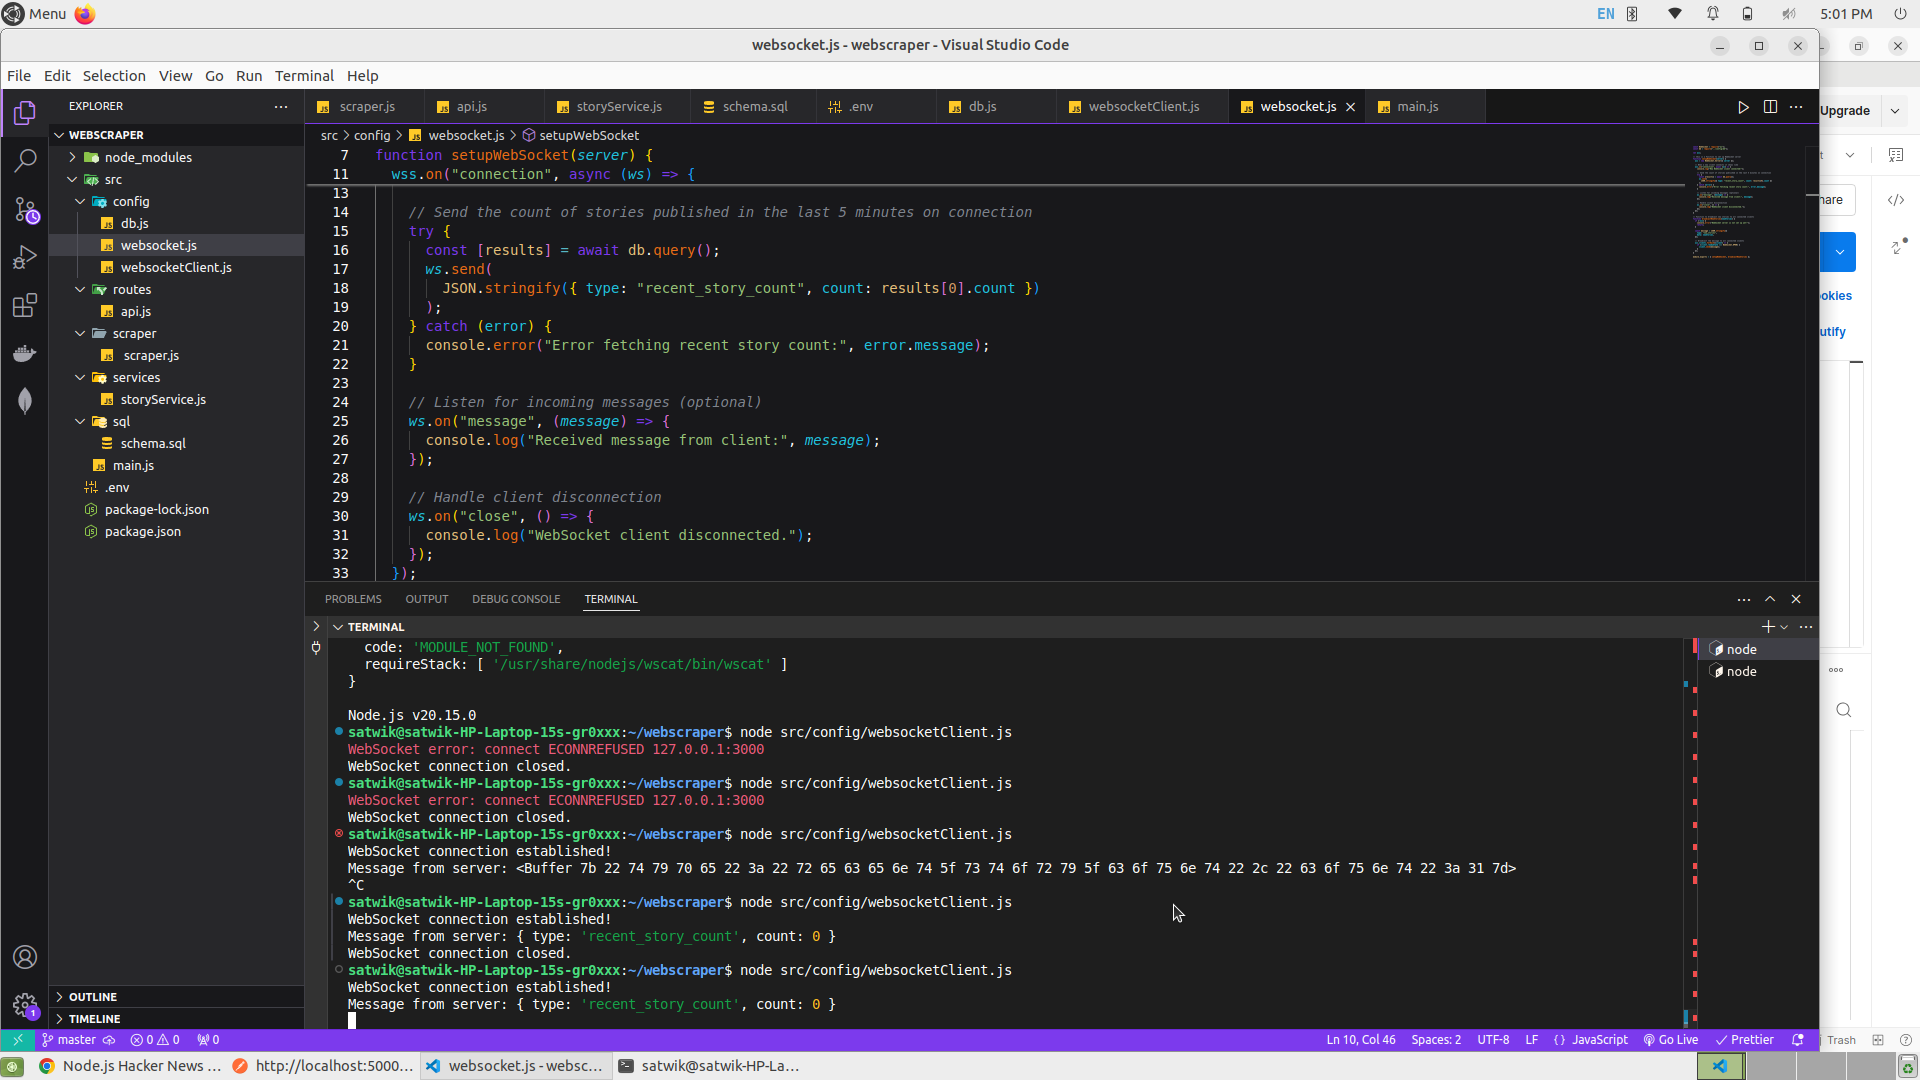 Menu
EN
5:01 PM
websocket.js - webscraper - Visual Studio Code
File Edit Selection View Go Run Terminal Help
EXPLORER
WEBSCRAPER
node_modules
src
config
db.js
websocket.js
websocketClient.js
routes
api.js
scraper
scraper.js
services
storyService.js
sql
schema.sql
main.js
.env
package-lock.json
package.json
OUTLINE
TIMELINE
scraper.js api.js storyService.js schema.sql .env db.js websocketClient.js websocket.js main.js
src > config > websocket.js > setupWebSocket
7 function setupWebSocket(server) {
11 wss.on("connection", async (ws) => {
13
14 // Send the count of stories published in the last 5 minutes on connection
15 try {
16 const [results] = await db.query();
17 ws.send(
18 JSON.stringify({ type: "recent_story_count", count: results[0].count })
19 );
20 } catch (error) {
21 console.error("Error fetching recent story count:", error.message);
22 }
23
24 // Listen for incoming messages (optional)
25 ws.on("message", (message) => {
26 console.log("Received message from client:", message);
27 });
28
29 // Handle client disconnection
30 ws.on("close", () => {
31 console.log("WebSocket client disconnected.");
32 });
33 });
PROBLEMS OUTPUT DEBUG CONSOLE TERMINAL
TERMINAL
code: 'MODULE_NOT_FOUND',
requireStack: [ '/usr/share/nodejs/wscat/bin/wscat' ]
}
Node.js v20.15.0
satwik@satwik-HP-Laptop-15s-gr0xxx:~/webscraper$ node src/config/websocketClient.js
WebSocket error: connect ECONNREFUSED 127.0.0.1:3000
WebSocket connection closed.
satwik@satwik-HP-Laptop-15s-gr0xxx:~/webscraper$ node src/config/websocketClient.js
WebSocket error: connect ECONNREFUSED 127.0.0.1:3000
WebSocket connection closed.
satwik@satwik-HP-Laptop-15s-gr0xxx:~/webscraper$ node src/config/websocketClient.js
WebSocket connection established!
Message from server: <Buffer 7b 22 74 79 70 65 22 3a 22 72 65 63 65 6e 74 5f 73 74 6f 72 79 5f 63 6f 75 6e 74 22 2c 22 63 6f 75 6e 74 22 3a 31 7d>
^C
satwik@satwik-HP-Laptop-15s-gr0xxx:~/webscraper$ node src/config/websocketClient.js
WebSocket connection established!
Message from server: { type: 'recent_story_count', count: 0 }
WebSocket connection closed.
satwik@satwik-HP-Laptop-15s-gr0xxx:~/webscraper$ node src/config/websocketClient.js
WebSocket connection established!
Message from server: { type: 'recent_story_count', count: 0 }
node
node
Upgrade
t
hare
okies
utify
Trash
1
master 0 0 0
Ln 10, Col 46 Spaces: 2 UTF-8 LF {} JavaScript Go Live Prettier
Node.js Hacker News ... http://localhost:5000... websocket.js - websc... satwik@satwik-HP-La...